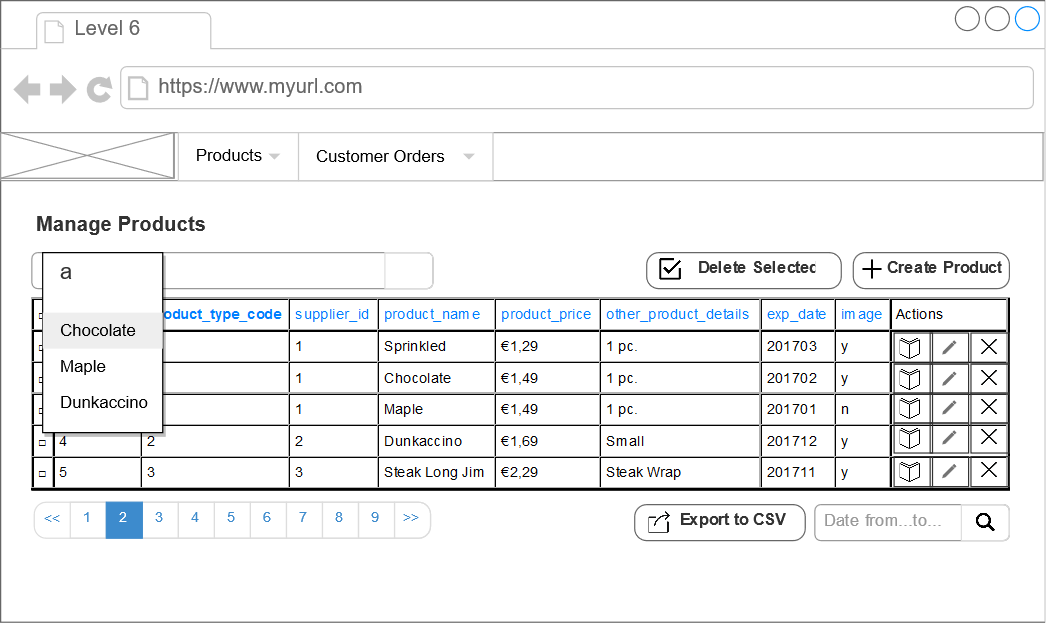 Level 6
https://www.myurl.com
Products
Customer Orders
Manage Products
a
Delete Selected
Create Product
Chocolate
Maple
Dunkaccino
oduct_type_code supplier_id product_name product_price other_product_details exp_date image Actions
1 Sprinkled €1,29 1 pc. 201703 y
1 Chocolate €1,49 1 pc. 201702 y
1 Maple €1,49 1 pc. 201701 n
4 2 2 Dunkaccino €1,69 Small 201712 y
5 3 3 Steak Long Jim €2,29 Steak Wrap 201711 y
<< 1 2 3 4 5 6 7 8 9 >>
Export to CSV
Date from...to...